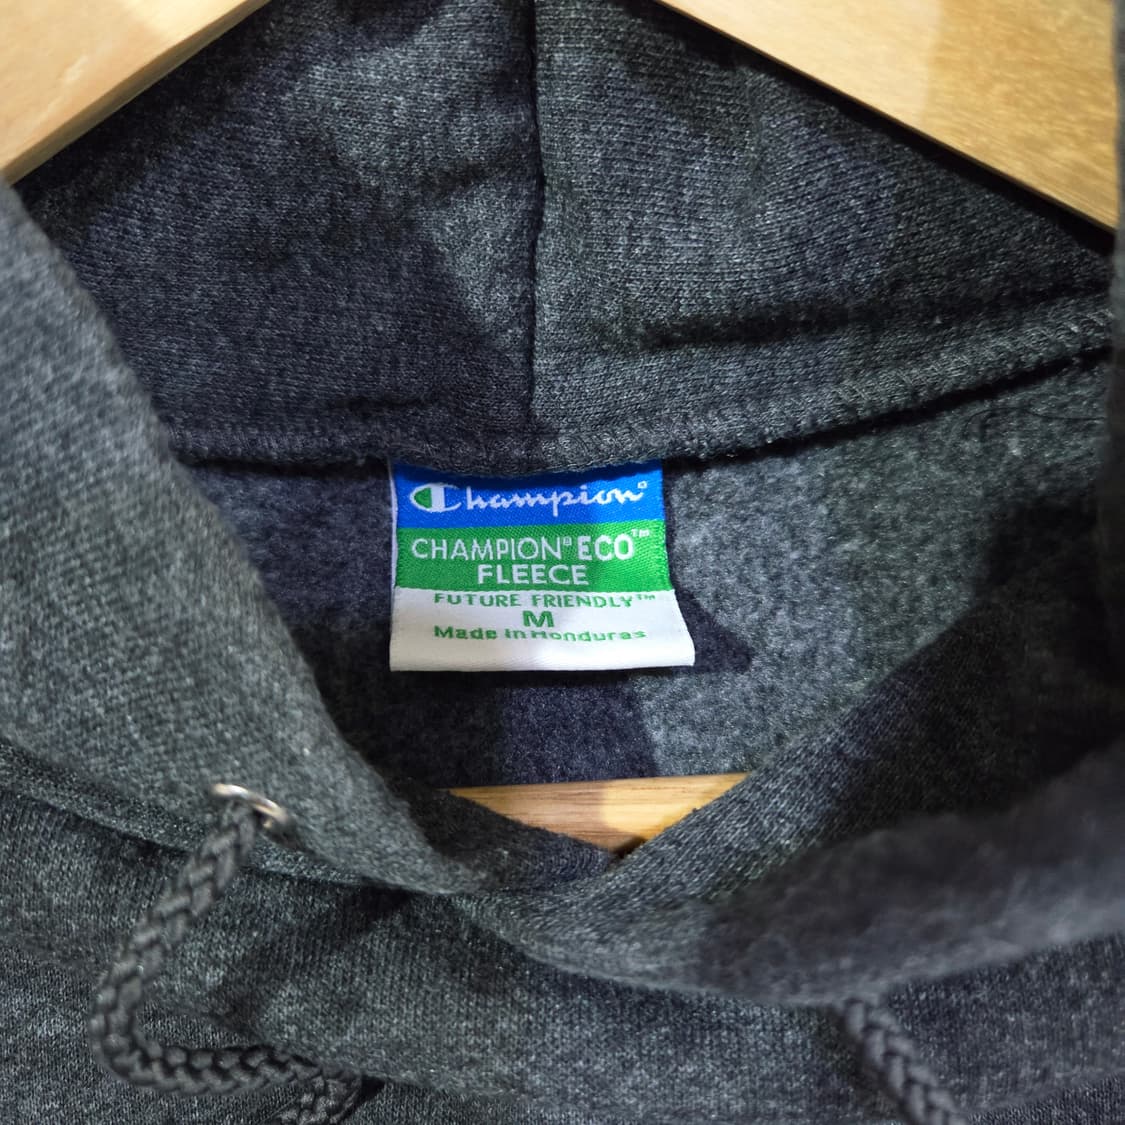 Champion®
CHAMPION® ECO™
FLEECE
FUTURE FRIENDLY™
M
Made in Honduras